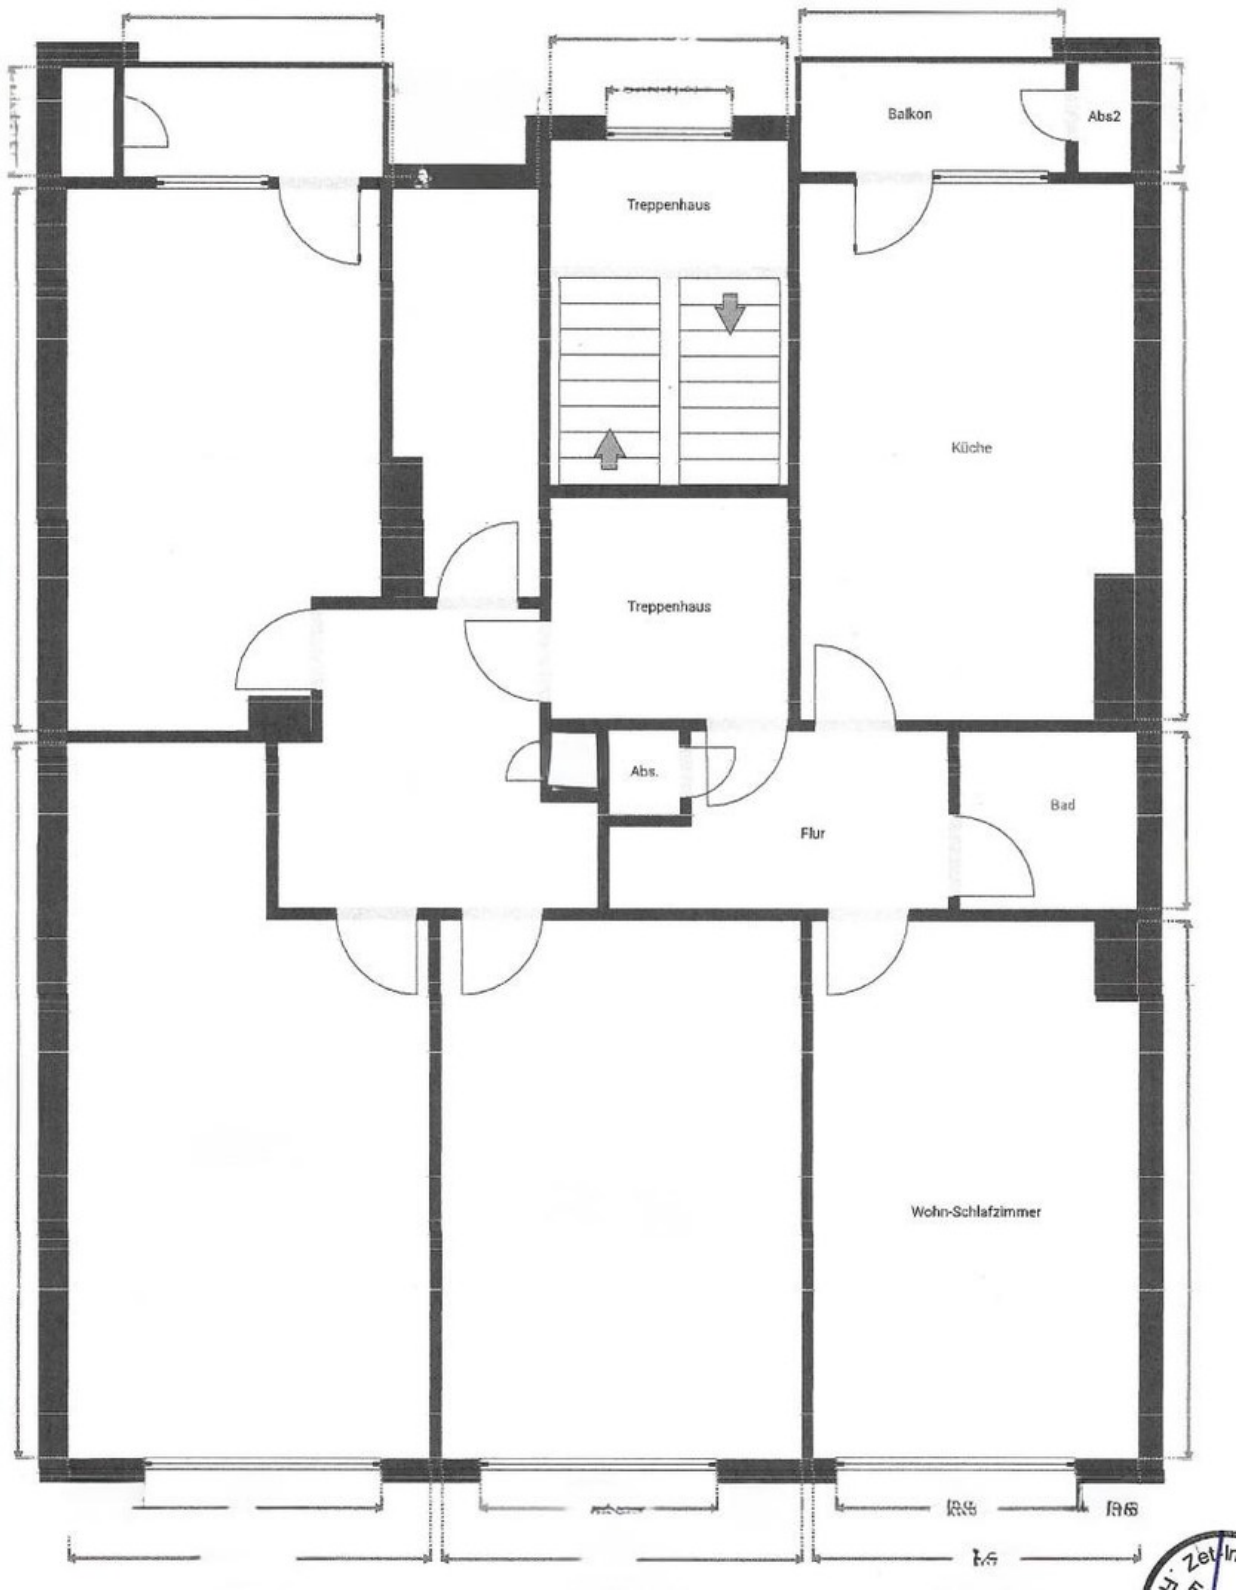 Balkon
Abs2
Treppenhaus
Küche
Treppenhaus
Abs.
Bad
Flur
Wohn-Schlafzimmer